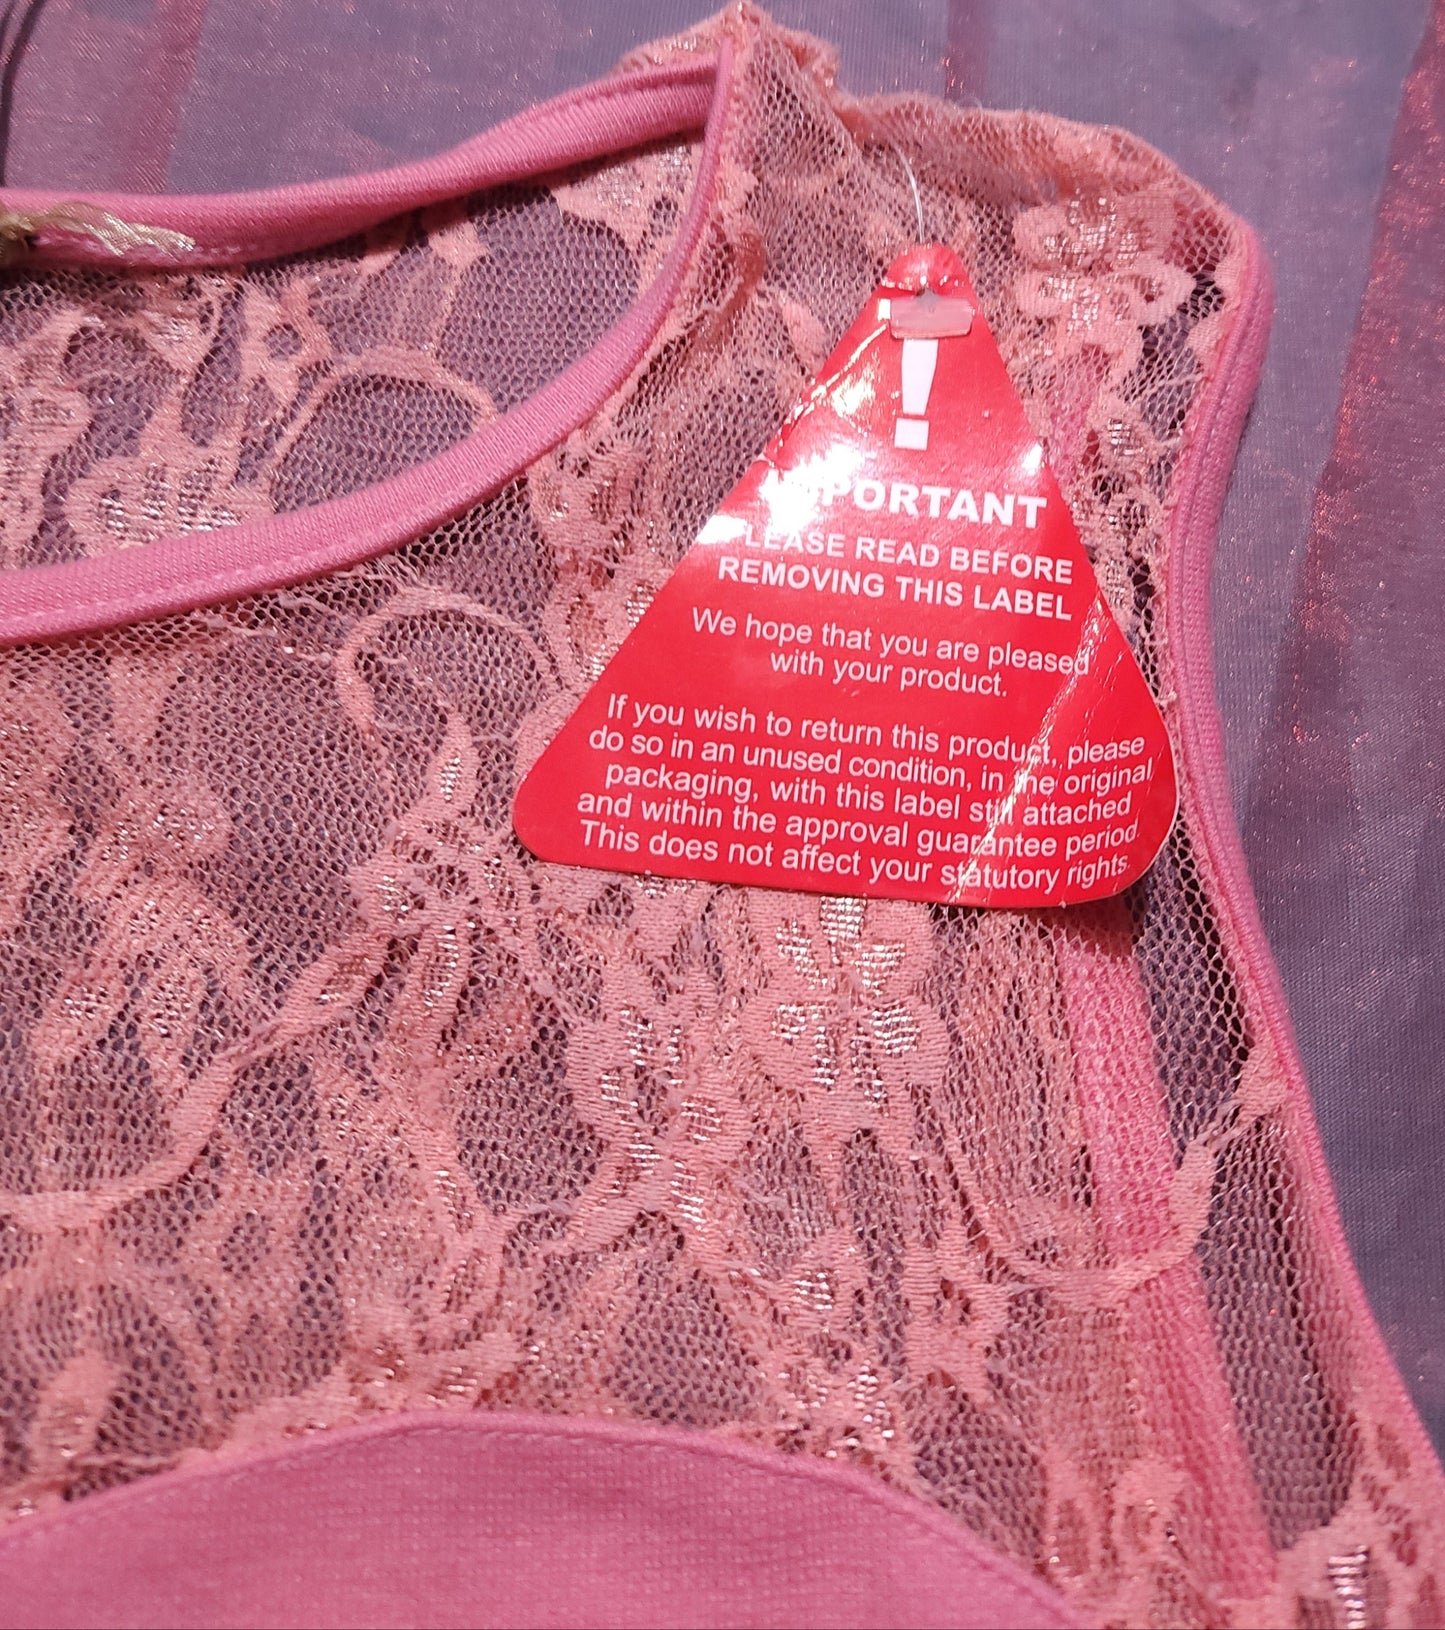 !
IMPORTANT
PLEASE READ BEFORE
REMOVING THIS LABEL
We hope that you are pleased
with your product.
If you wish to return this product, please
do so in an unused condition, in the original
packaging, with this label still attached
and within the approval guarantee period.
This does not affect your statutory rights.